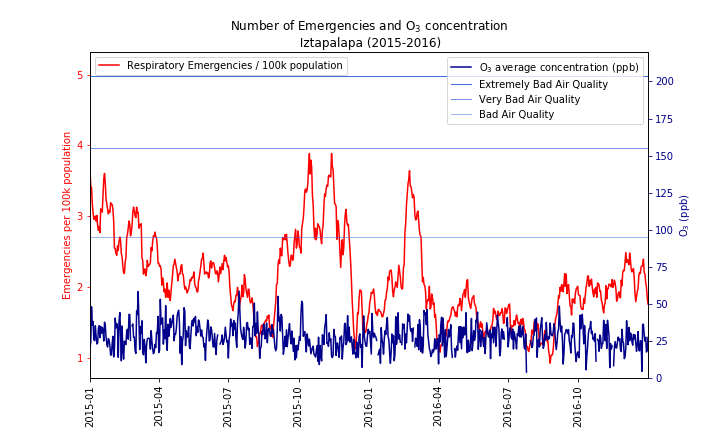 Number of Emergencies and O₃ concentration
Iztapalapa (2015-2016)
Respiratory Emergencies / 100k population
O₃ average concentration (ppb)
Extremely Bad Air Quality
Very Bad Air Quality
Bad Air Quality
Emergencies per 100k population
5
4
3
2
1
O₃ (ppb)
200
175
150
125
100
75
50
25
0
2015-01
2015-04
2015-07
2015-10
2016-01
2016-04
2016-07
2016-10